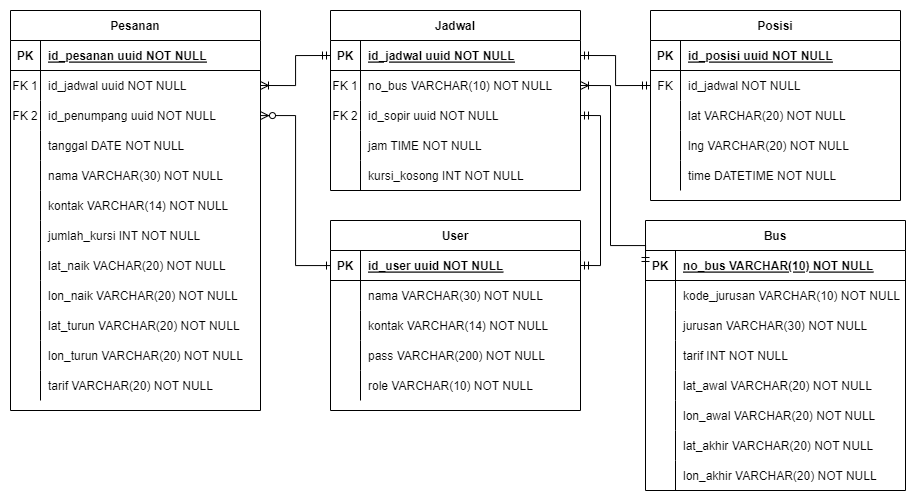 Pesanan
PK id_pesanan uuid NOT NULL
FK 1 id_jadwal uuid NOT NULL
FK 2 id_penumpang uuid NOT NULL
tanggal DATE NOT NULL
nama VARCHAR(30) NOT NULL
kontak VARCHAR(14) NOT NULL
jumlah_kursi INT NOT NULL
lat_naik VACHAR(20) NOT NULL
lon_naik VARCHAR(20) NOT NULL
lat_turun VARCHAR(20) NOT NULL
lon_turun VARCHAR(20) NOT NULL
tarif VARCHAR(20) NOT NULL
Jadwal
PK id_jadwal uuid NOT NULL
FK 1 no_bus VARCHAR(10) NOT NULL
FK 2 id_sopir uuid NOT NULL
jam TIME NOT NULL
kursi_kosong INT NOT NULL
Posisi
PK id_posisi uuid NOT NULL
FK id_jadwal NOT NULL
lat VARCHAR(20) NOT NULL
lng VARCHAR(20) NOT NULL
time DATETIME NOT NULL
User
PK id_user uuid NOT NULL
nama VARCHAR(30) NOT NULL
kontak VARCHAR(14) NOT NULL
pass VARCHAR(200) NOT NULL
role VARCHAR(10) NOT NULL
Bus
PK no_bus VARCHAR(10) NOT NULL
kode_jurusan VARCHAR(10) NOT NULL
jurusan VARCHAR(30) NOT NULL
tarif INT NOT NULL
lat_awal VARCHAR(20) NOT NULL
lon_awal VARCHAR(20) NOT NULL
lat_akhir VARCHAR(20) NOT NULL
lon_akhir VARCHAR(20) NOT NULL